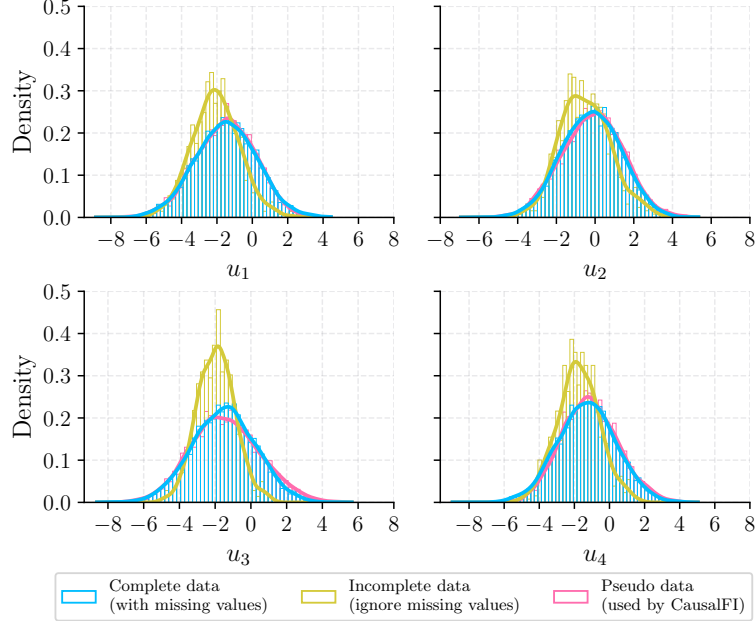 0.5
0.4
0.3
0.2
0.1
0.0
Density
−8 −6 −4 −2 0 2 4 6 8
u1
−8 −6 −4 −2 0 2 4 6 8
u2
0.5
0.4
0.3
0.2
0.1
0.0
Density
−8 −6 −4 −2 0 2 4 6 8
u3
−8 −6 −4 −2 0 2 4 6 8
u4
Complete data
(with missing values)
Incomplete data
(ignore missing values)
Pseudo data
(used by CausalFI)